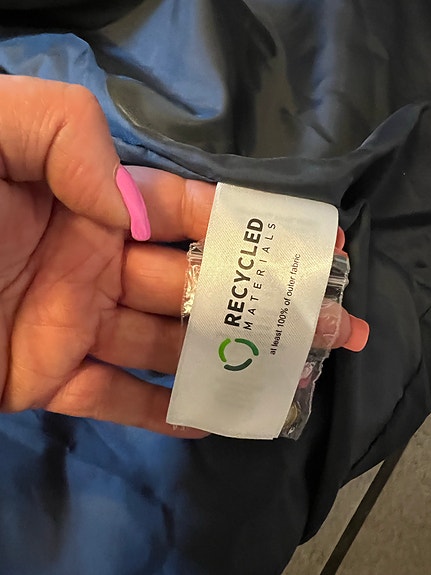 RECYCLED
MATERIALS
at least 100% of outer fabric